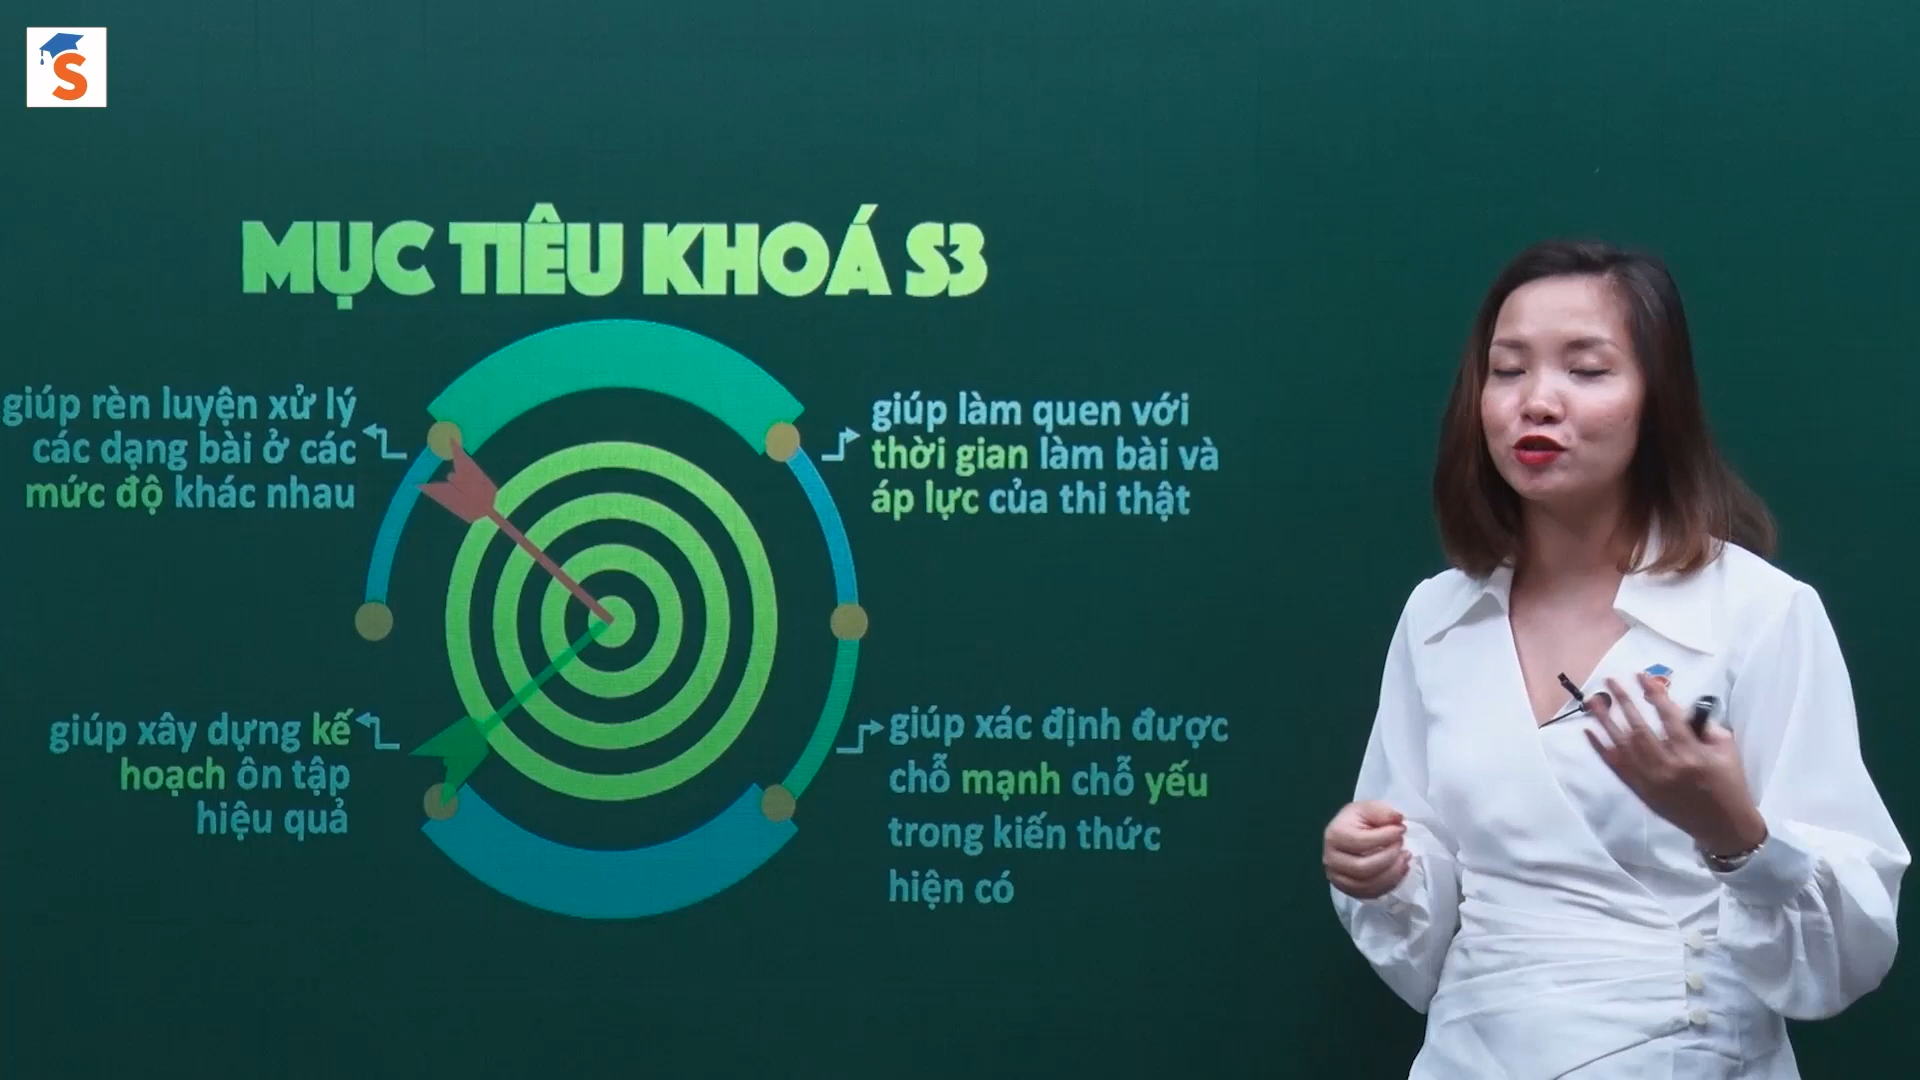 S
MỤC TIÊU KHOÁ S3
giúp rèn luyện xử lý
các dạng bài ở các
mức độ khác nhau
giúp làm quen với
thời gian làm bài và
áp lực của thi thật
giúp xây dựng kế
hoạch ôn tập
hiệu quả
giúp xác định được
chỗ mạnh chỗ yếu
trong kiến thức
hiện có